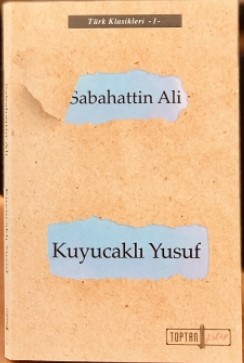 Türk Klasikleri -1-
Sabahattin Ali
Kuyucaklı Yusuf
TOPTAN